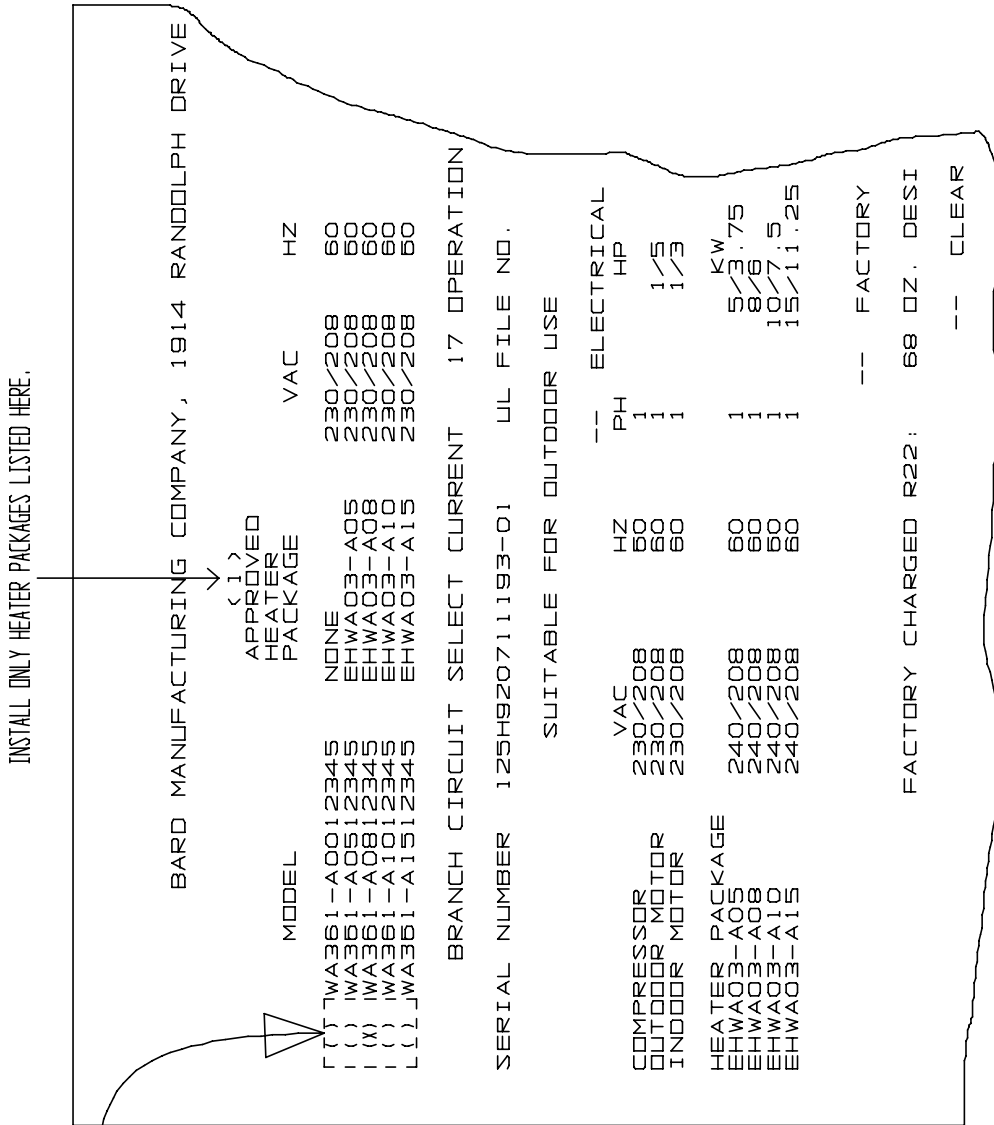 INSTALL ONLY HEATER PACKAGES LISTED HERE.
BARD MANUFACTURING COMPANY, 1914 RANDOLPH DRIVE
(1)
APPROVED
HEATER
MODEL PACKAGE VAC HZ
( ) WA361-A0012345 NONE 230/208 60
( ) WA361-A0512345 EHWA03-A05 230/208 60
(X) WA361-A0812345 EHWA03-A08 230/208 60
( ) WA361-A1012345 EHWA03-A10 230/208 60
( ) WA361-A1512345 EHWA03-A15 230/208 60
BRANCH CIRCUIT SELECT CURRENT 17 OPERATION
SERIAL NUMBER 125H920711193-01 UL FILE NO.
SUITABLE FOR OUTDOOR USE
-- ELECTRICAL
VAC HZ PH HP
COMPRESSOR 230/208 60 1
OUTDOOR MOTOR 230/208 60 1 1/5
INDOOR MOTOR 230/208 60 1 1/3
HEATER PACKAGE KW
EHWA03-A05 240/208 60 1 5/3.75
EHWA03-A08 240/208 60 1 8/6
EHWA03-A10 240/208 60 1 10/7.5
EHWA03-A15 240/208 60 1 15/11.25
-- FACTORY
FACTORY CHARGED R22: 68 OZ. DESI
-- CLEAR